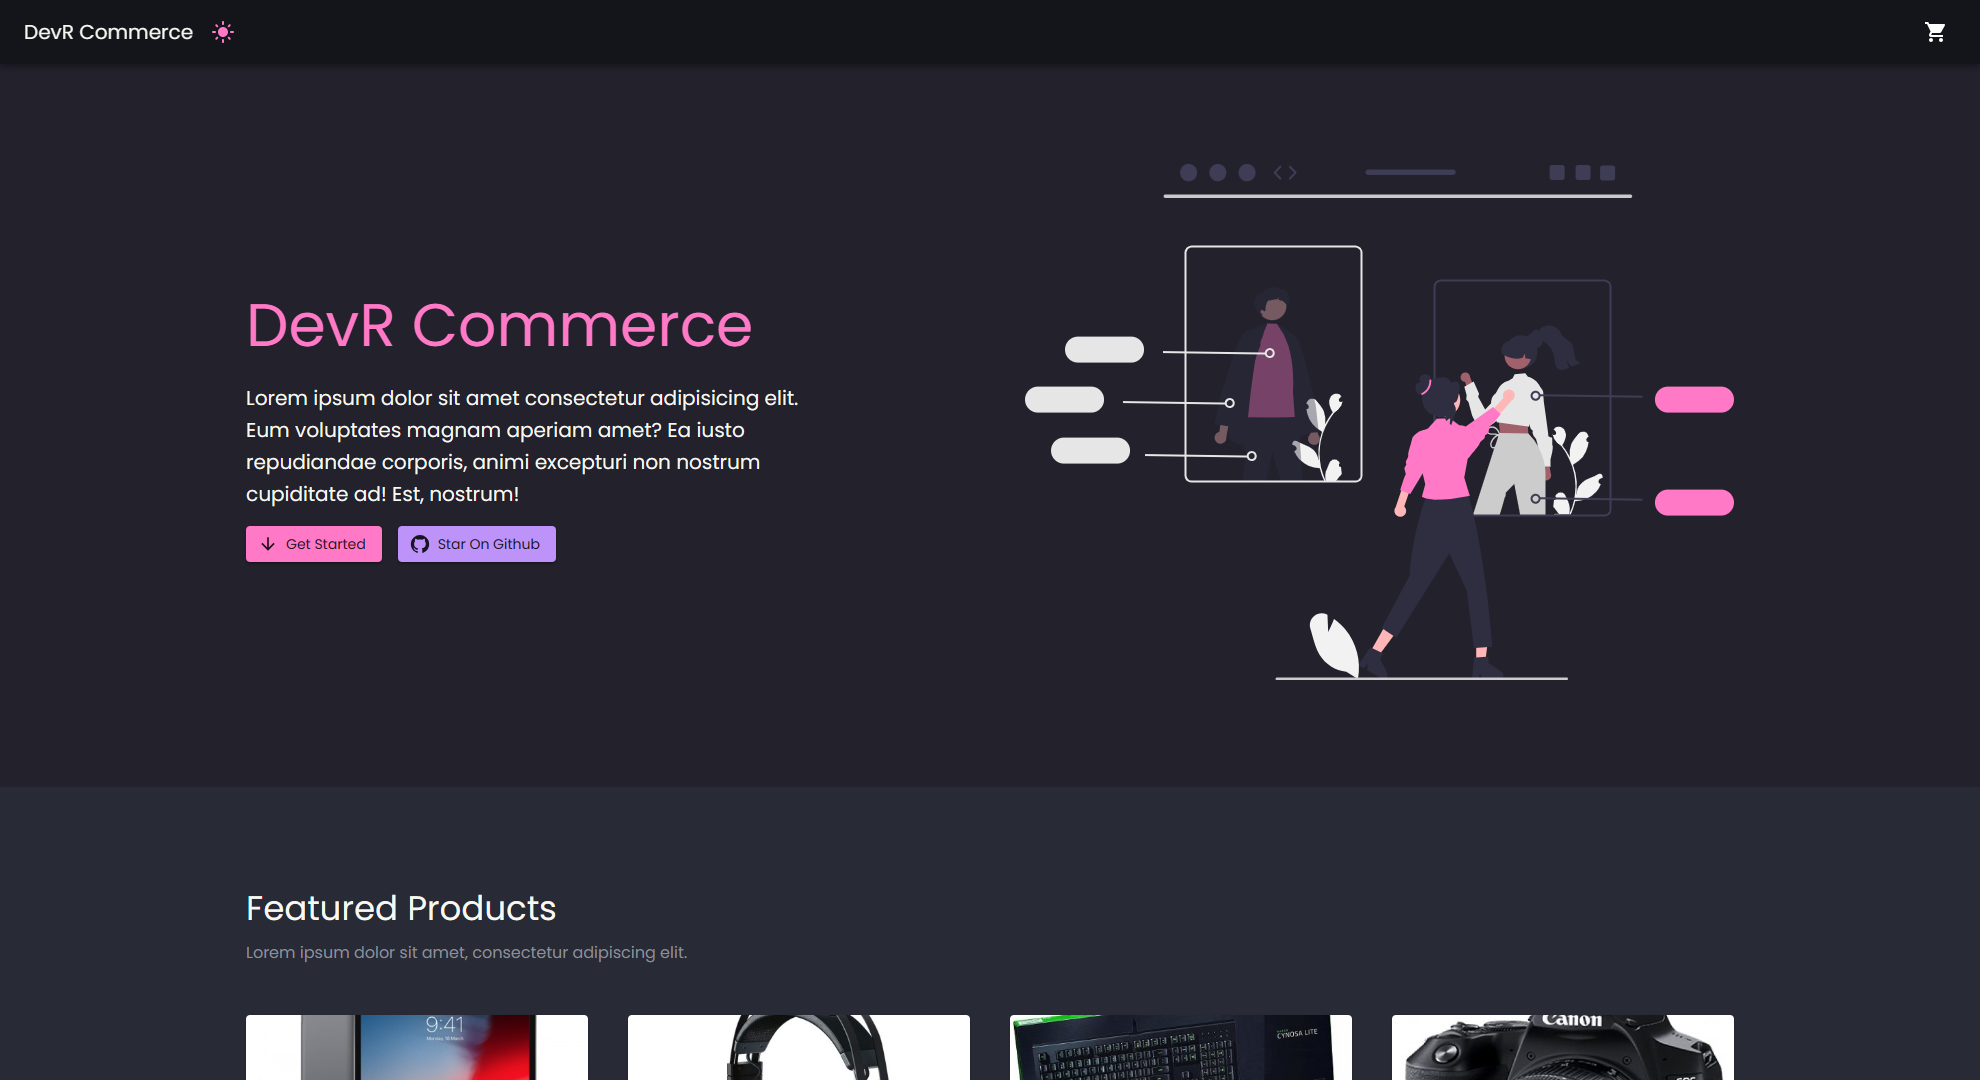 DevR Commerce
DevR Commerce
Lorem ipsum dolor sit amet consectetur adipisicing elit.
Eum voluptates magnam aperiam amet? Ea iusto
repudiandae corporis, animi excepturi non nostrum
cupiditate ad! Est, nostrum!
Get Started
Star On Github
Featured Products
Lorem ipsum dolor sit amet, consectetur adipiscing elit.
9:41
CYNOSA LITE
Canon